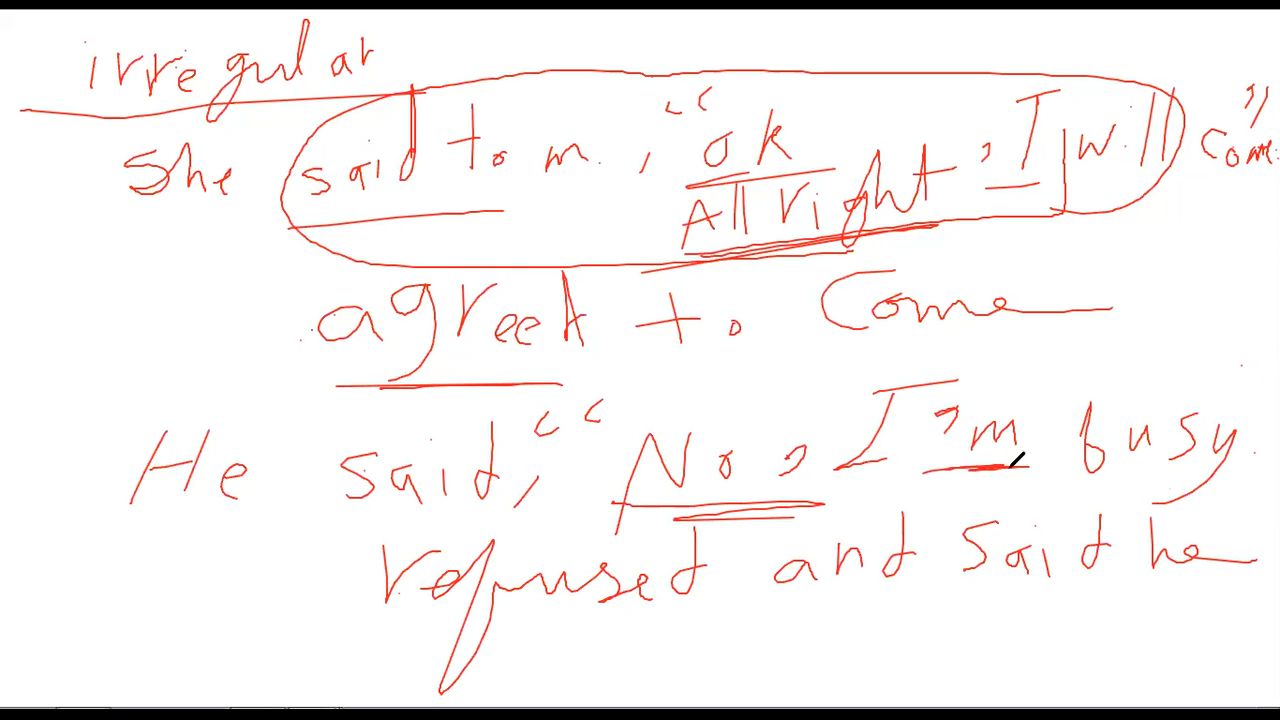 irregular
She said to m. , “ ok , I will come. ”
All right
agreed to come
He said, “ No , I 'm busy.
refused and said he